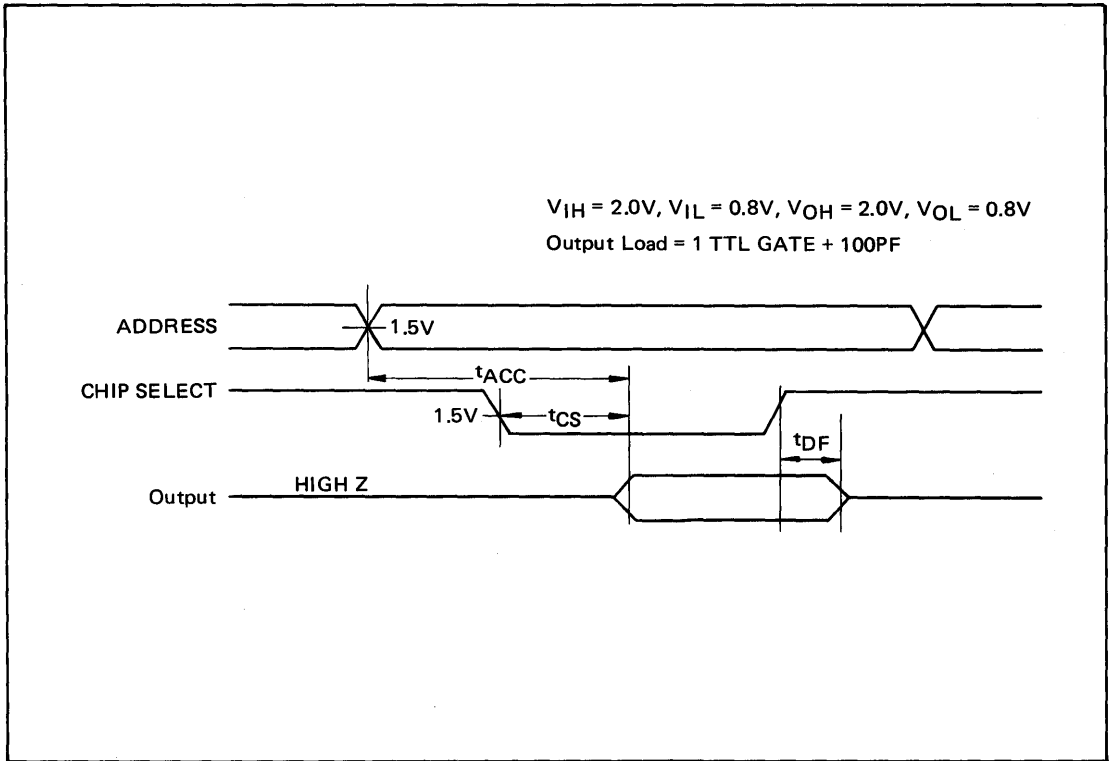 VIH = 2.0V, VIL = 0.8V, VOH = 2.0V, VOL = 0.8V
Output Load = 1 TTL GATE + 100PF
ADDRESS
1.5V
tACC
CHIP SELECT
1.5V
tCS
tDF
Output
HIGH Z